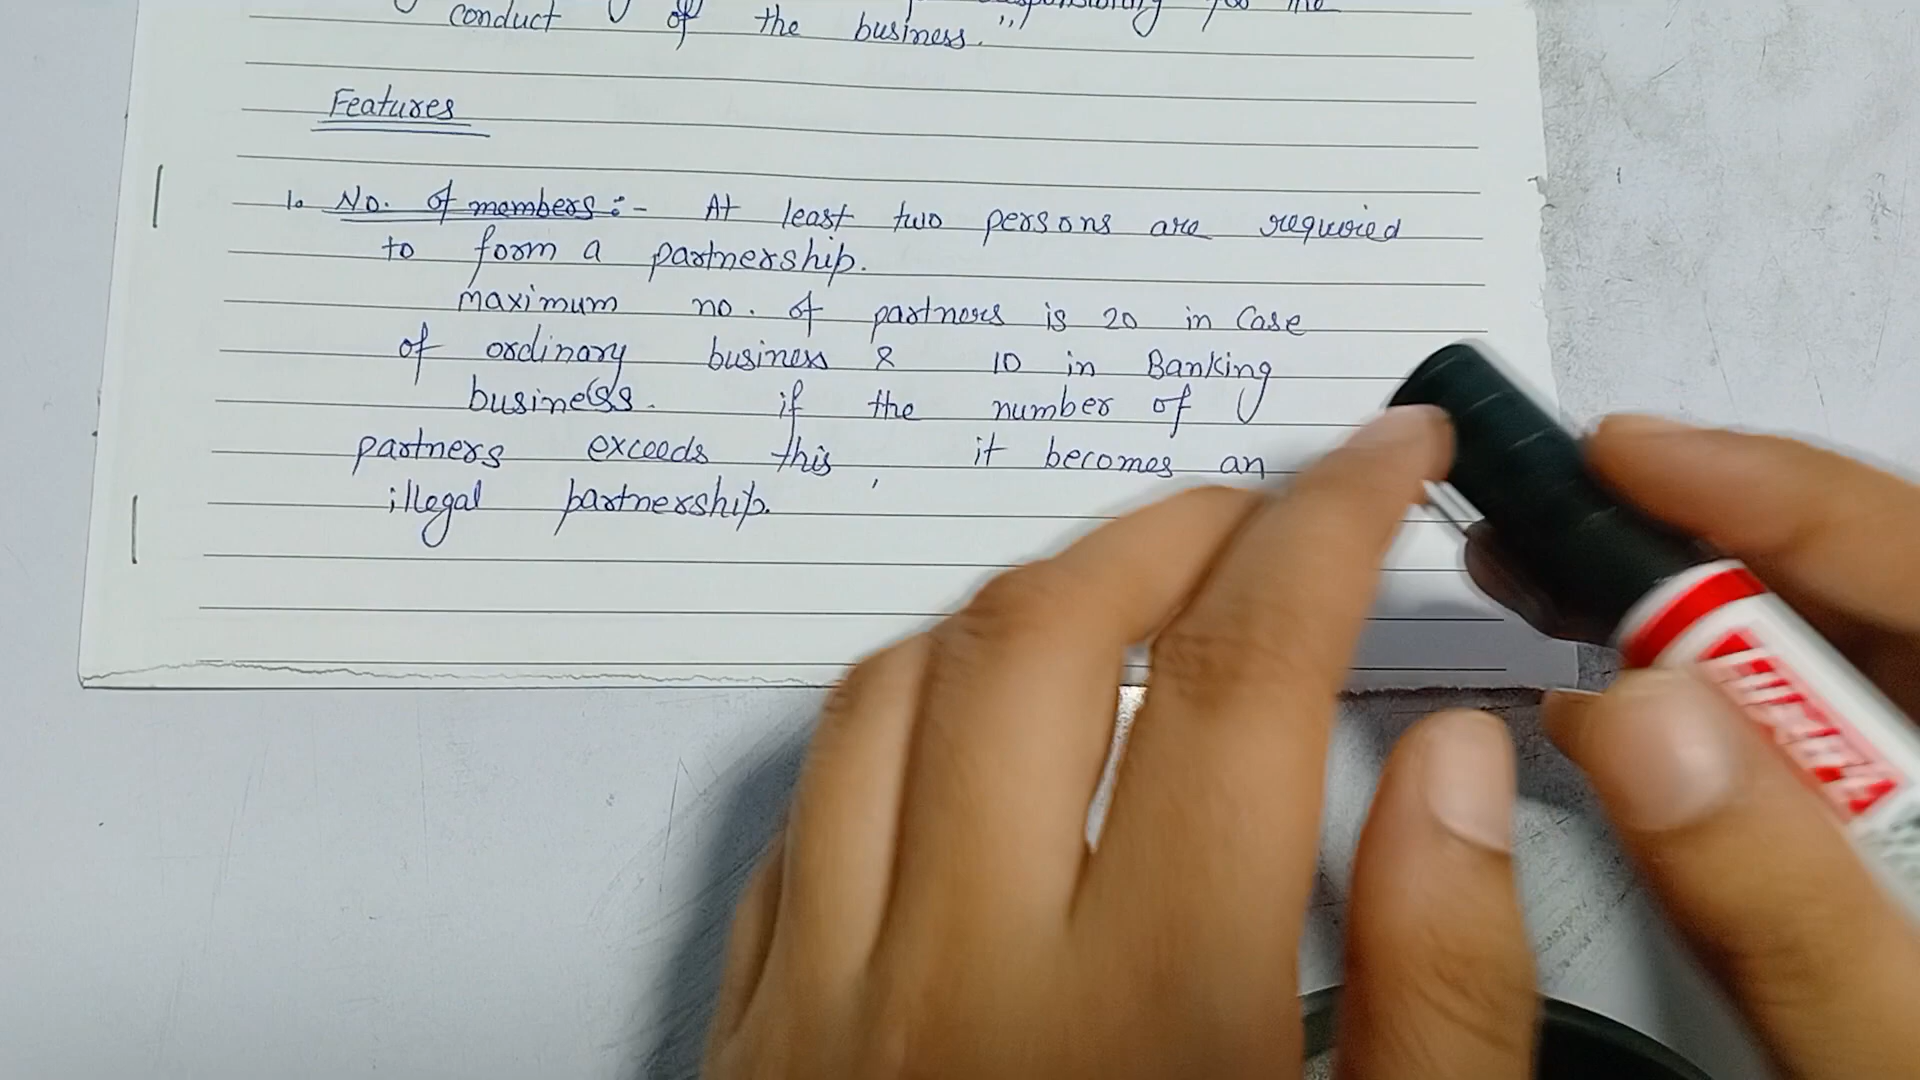 conduct of the business."
Features
1. No. of members :- At least two persons are required
to form a partnership.
maximum no. of partners is 20 in Case
of ordinary business & 10 in Banking
business. if the number of
partners exceeds this, it becomes an
illegal partnership.